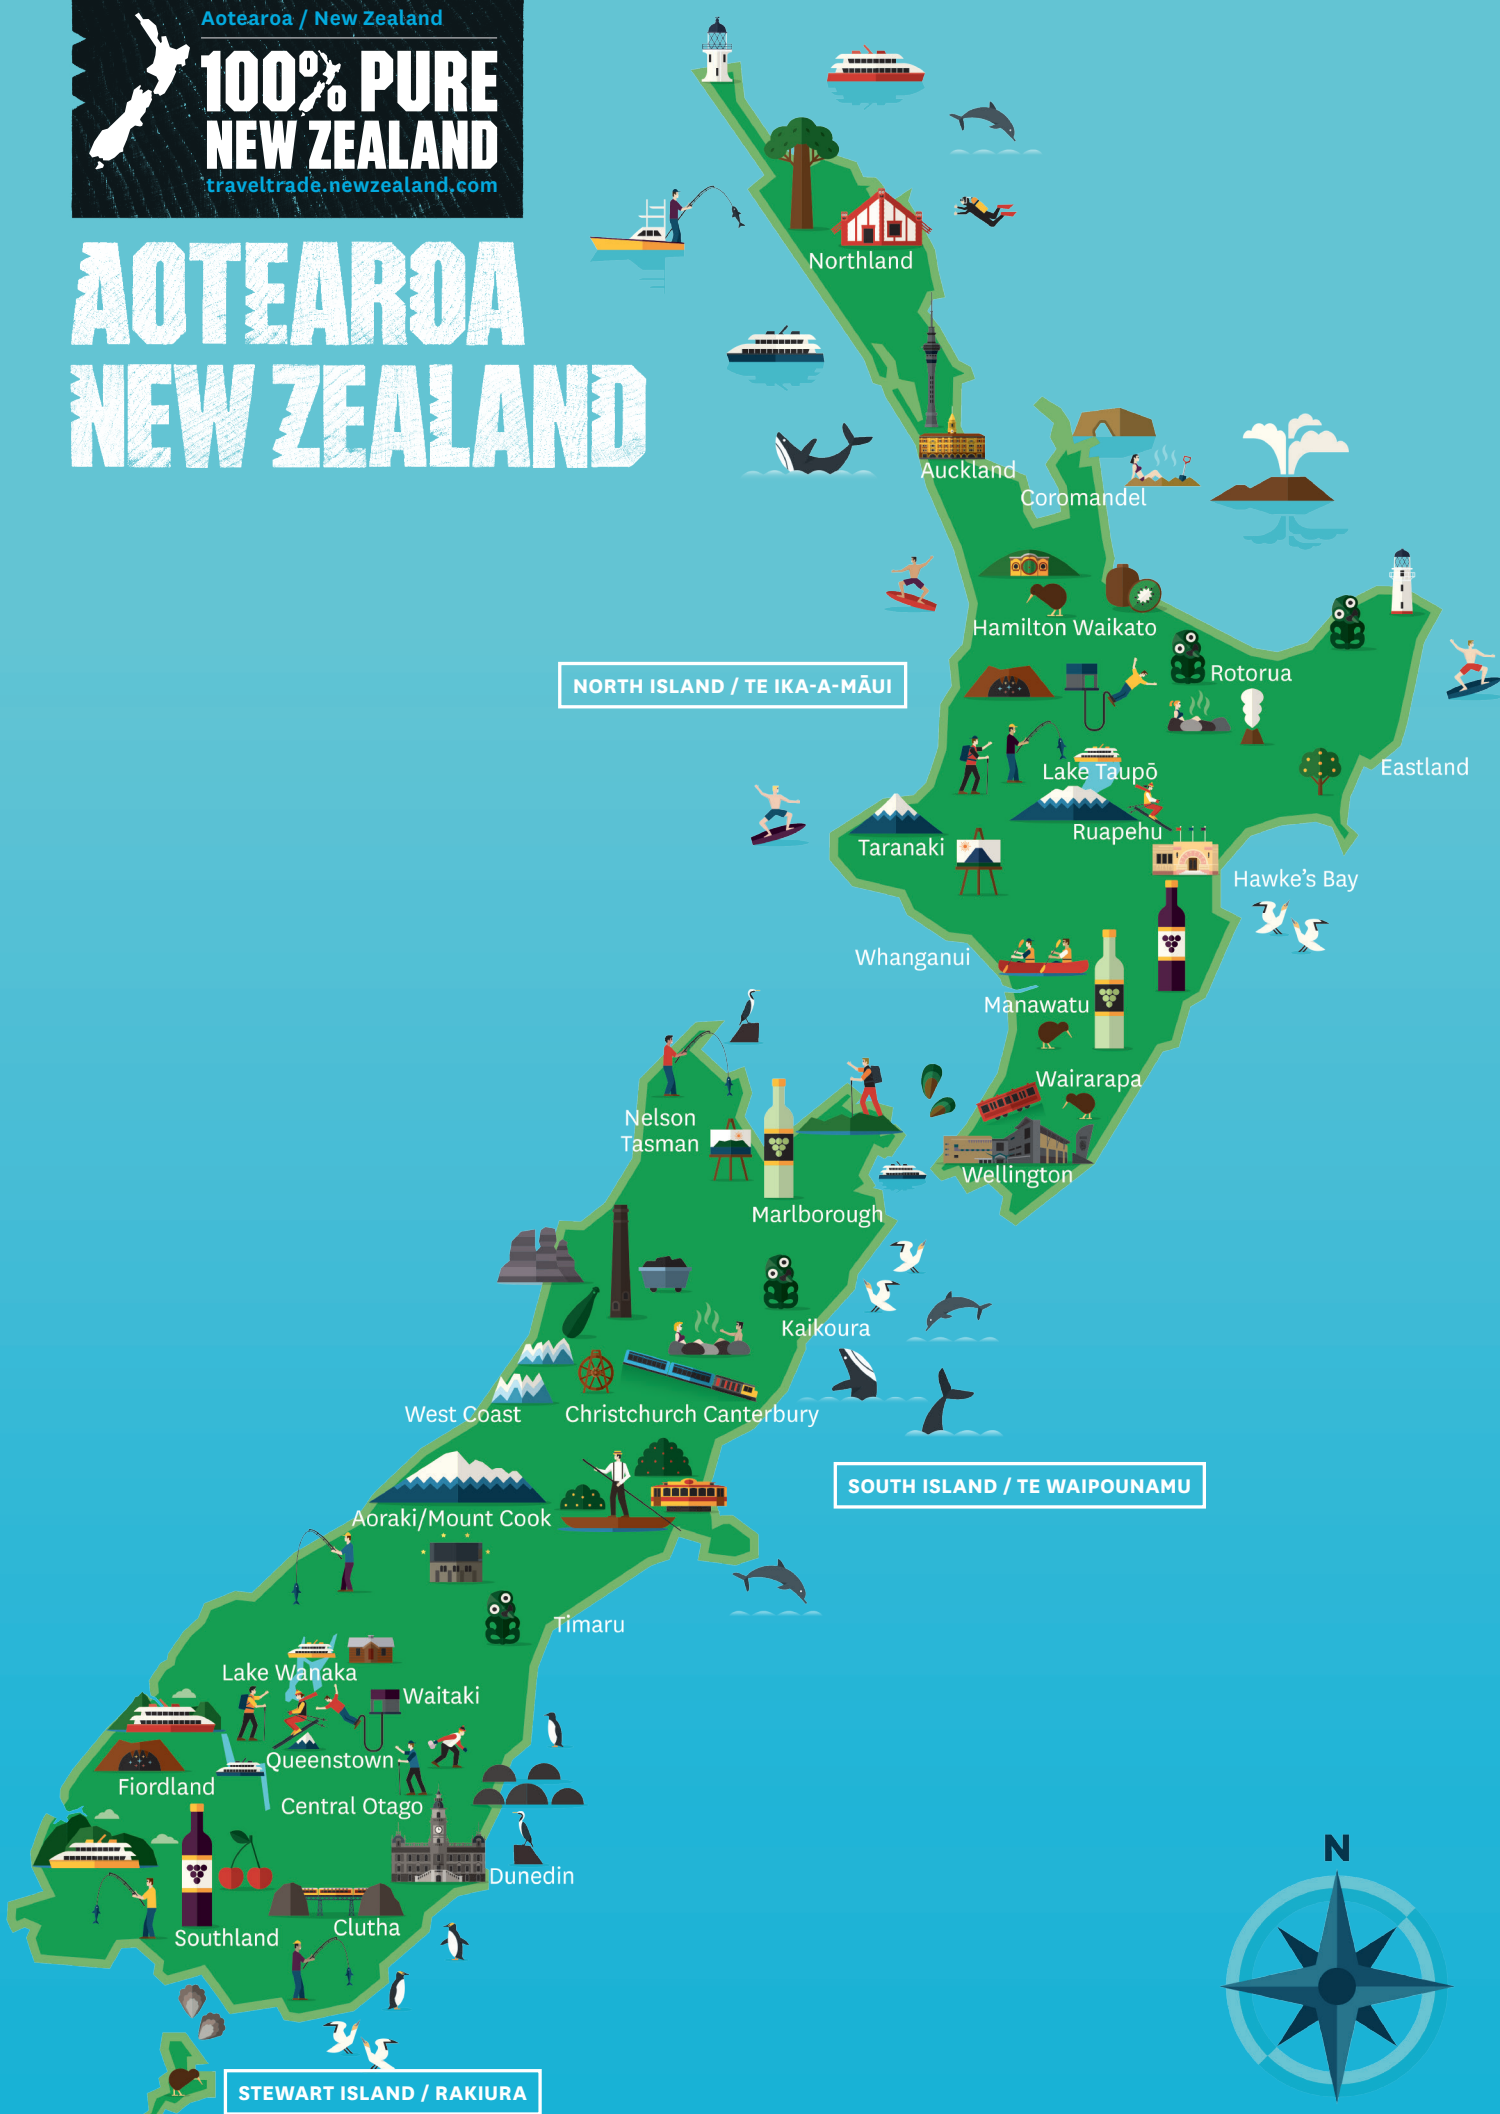 Aotearoa / New Zealand
100% PURE
NEW ZEALAND
traveltrade.newzealand.com
AOTEAROA
NEW ZEALAND
Northland
Auckland
Coromandel
Hamilton Waikato
NORTH ISLAND / TE IKA-A-MĀUI
Rotorua
Eastland
Lake Taupō
Ruapehu
Taranaki
Hawke's Bay
Whanganui
Manawatu
Wairarapa
Nelson
Tasman
Wellington
Marlborough
Kaikoura
West Coast
Christchurch Canterbury
SOUTH ISLAND / TE WAIPOUNAMU
Aoraki/Mount Cook
Timaru
Lake Wanaka
Waitaki
Queenstown
Fiordland
Central Otago
Dunedin
Clutha
Southland
N
STEWART ISLAND / RAKIURA